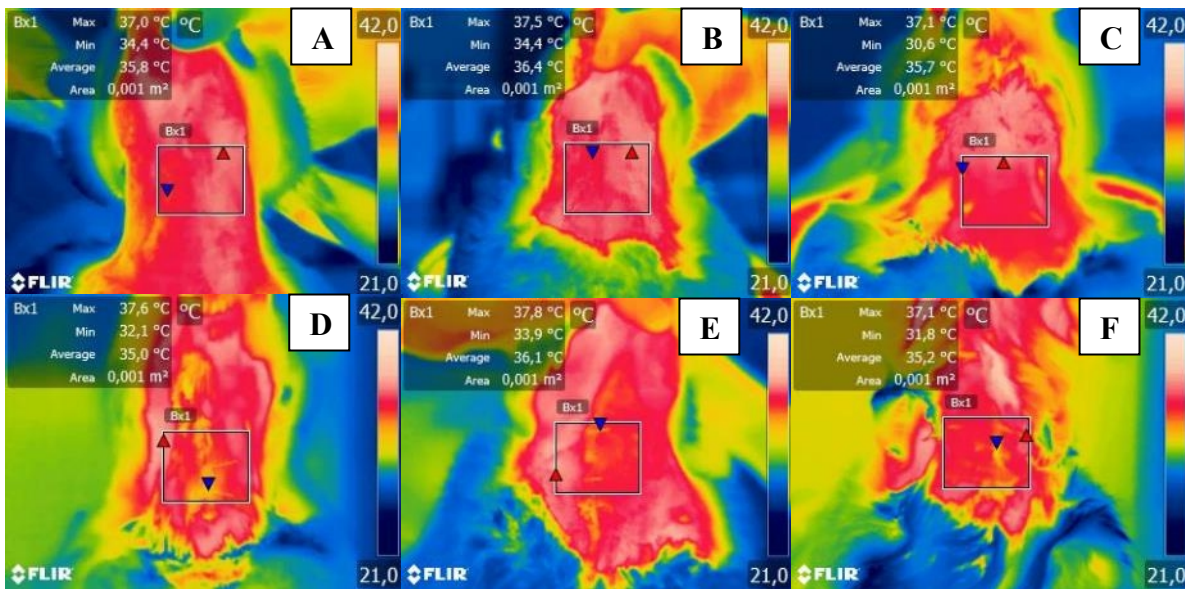 Bx1 Max 37,0 °C °C 42,0 A
Min 34,4 °C
Average 35,8 °C
Area 0,001 m²
Bx1
FLIR 21,0
Bx1 Max 37,5 °C °C 42,0 B
Min 34,4 °C
Average 36,4 °C
Area 0,001 m²
Bx1
FLIR 21,0
Bx1 Max 37,1 °C °C 42,0 C
Min 30,6 °C
Average 35,7 °C
Area 0,001 m²
Bx1
FLIR 21,0
Bx1 Max 37,6 °C °C 42,0 D
Min 32,1 °C
Average 35,0 °C
Area 0,001 m²
Bx1
FLIR 21,0
Bx1 Max 37,8 °C °C 42,0 E
Min 33,9 °C
Average 36,1 °C
Area 0,001 m²
Bx1
FLIR 21,0
Bx1 Max 37,1 °C °C 42,0 F
Min 31,8 °C
Average 35,2 °C
Area 0,001 m²
Bx1
FLIR 21,0